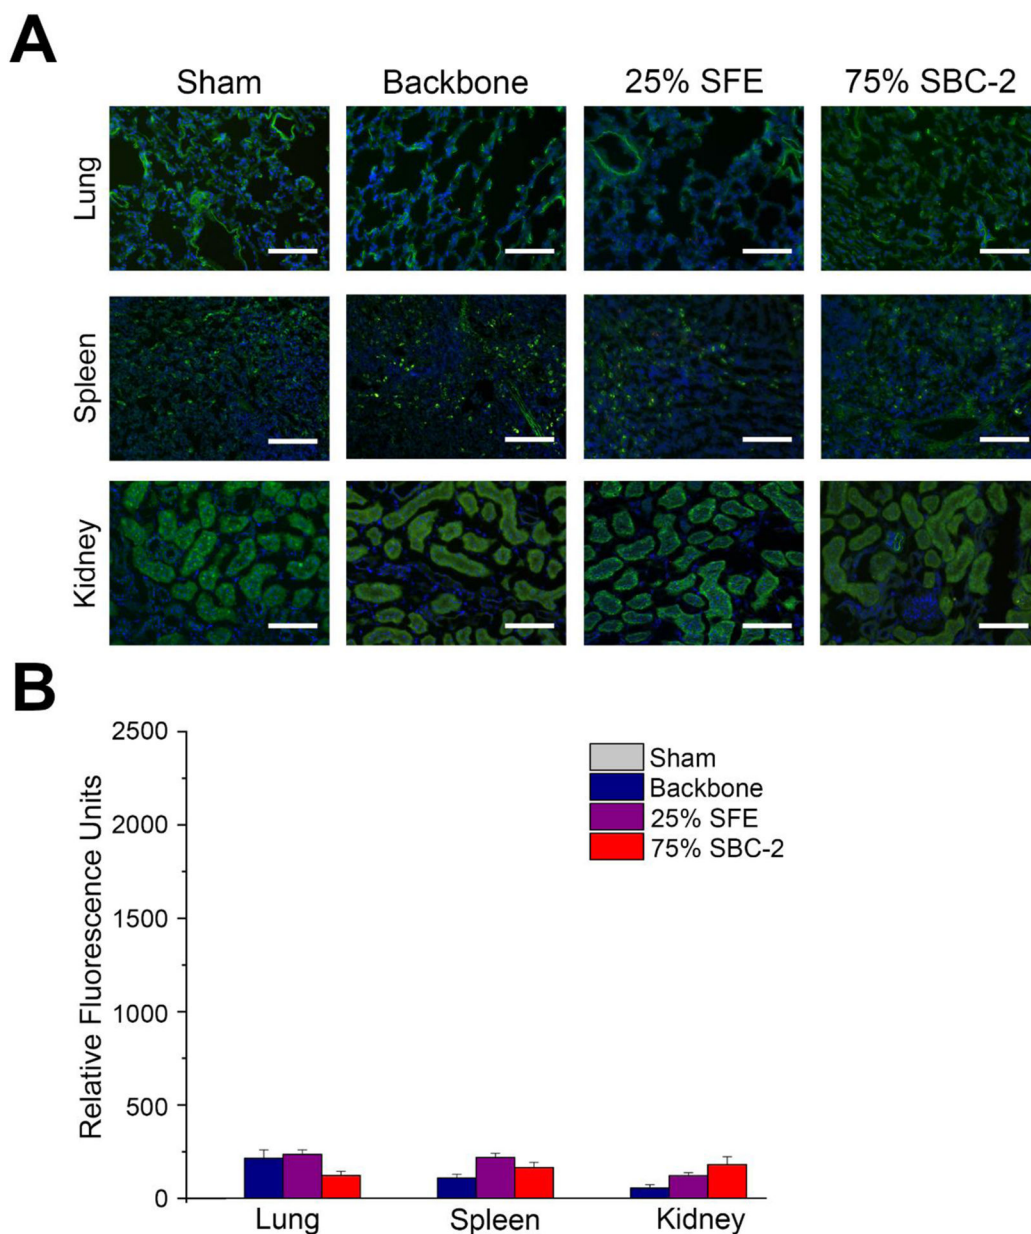 A
Sham Backbone 25% SFE 75% SBC-2
Lung
Spleen
Kidney
B
Relative Fluorescence Units
2500
2000
1500
1000
500
0
Sham
Backbone
25% SFE
75% SBC-2
Lung Spleen Kidney